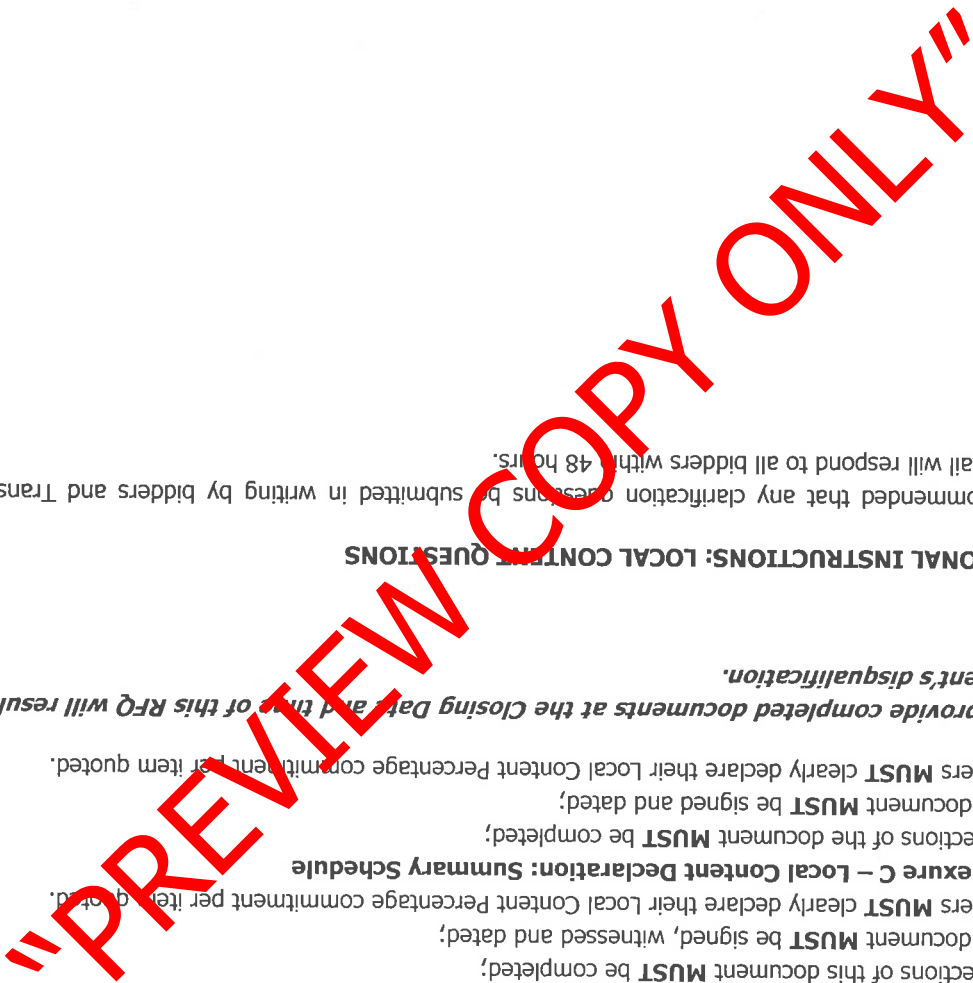 ections of this document MUST be completed;
document MUST be signed, witnessed and dated;
ers MUST clearly declare their Local Content Percentage commitment per item quoted.
exure C – Local Content Declaration: Summary Schedule
ections of the document MUST be completed;
document MUST be signed and dated;
ers MUST clearly declare their Local Content Percentage commitment per item quoted.
rovide completed documents at the Closing Date and time of this RFQ will resul
ent's disqualification.
ONAL INSTRUCTIONS: LOCAL CONTENT QUESTIONS
ommended that any clarification questions be submitted in writing by bidders and Trans
ail will respond to all bidders within 48 hours.
"PREVIEW COPY ONLY"